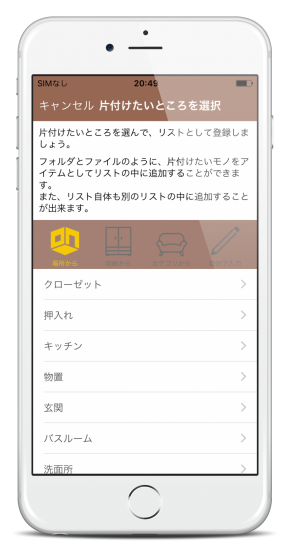 SIMなし 20:49
キャンセル 片付けたいところを選択
片付けたいところを選んで、リストとして登録しま
しょう。
フォルダとファイルのように、片付けたいモノをア
イテムとしてリストの中に追加することができま
す。
また、リスト自体も別のリストの中に追加すること
が出来ます。
場所から カテゴリから
クローゼット
押入れ
キッチン
物置
玄関
バスルーム
洗面所